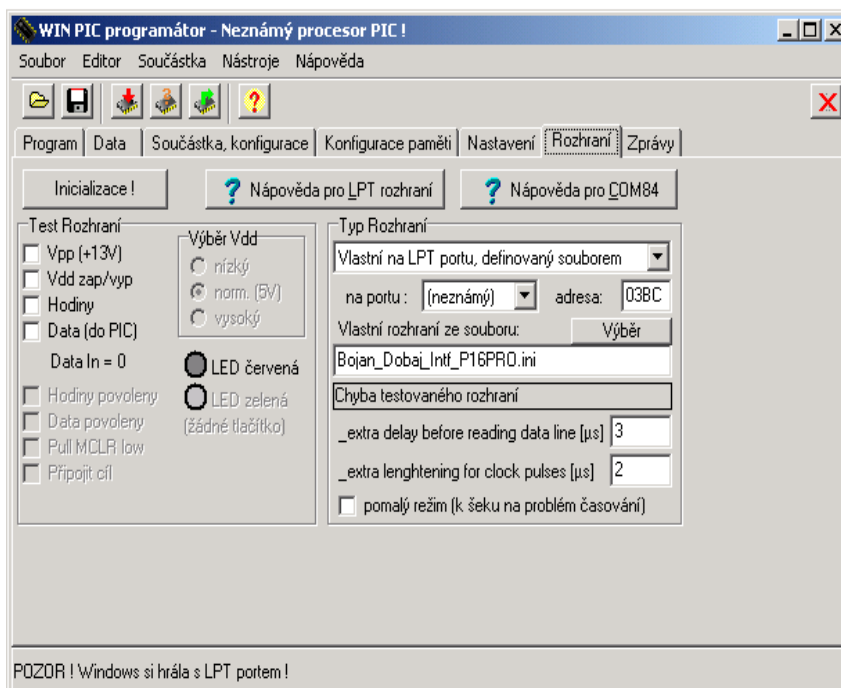 WIN PIC programátor - Neznámý procesor PIC !
Soubor Editor Součástka Nástroje Nápověda
Program Data Součástka, konfigurace Konfigurace paměti Nastavení Rozhraní Zprávy
Inicializace !
Nápověda pro LPT rozhraní
Nápověda pro COM84
Test Rozhraní
Vpp (+13V)
Vdd zap/vyp
Hodiny
Data (do PIC)
Data In = 0
Hodiny povoleny
Data povoleny
Pull MCLR low
Připojit cíl
Výběr Vdd
nízký
norm. (5V)
vysoký
LED červená
LED zelená
(žádné tlačítko)
Typ Rozhraní
Vlastní na LPT portu, definovaný souborem
na portu : (neznámý) adresa: 03BC
Vlastní rozhraní ze souboru: Výběr
Bojan_Dobaj_Intf_P16PRO.ini
Chyba testovaného rozhraní
_extra delay before reading data line [µs] 3
_extra lenghtening for clock pulses [µs] 2
pomalý režim (k šeku na problém časování)
POZOR ! Windows si hrála s LPT portem !